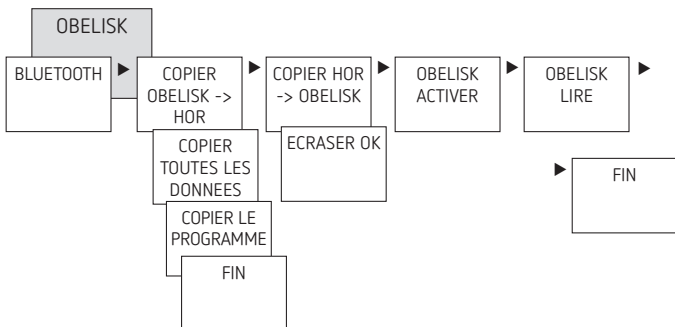 OBELISK
BLUETOOTH
COPIER
OBELISK ->
HOR
COPIER
TOUTES LES
DONNEES
COPIER LE
PROGRAMME
FIN
COPIER HOR
-> OBELISK
ECRASER OK
OBELISK
ACTIVER
OBELISK
LIRE
FIN